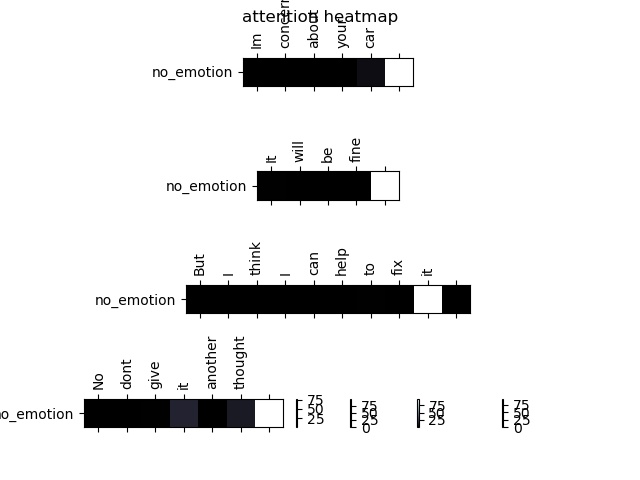 attention heatmap
Im about your car
no_emotion
It will be fine
no_emotion
But I think I can help to fix it
no_emotion
No dont give it another thought
no_emotion
75 50 25
75 50 25 0
75 50 25
75 50 25 0